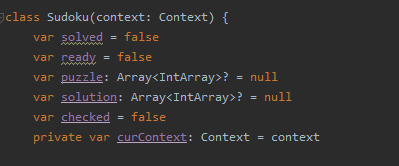 class Sudoku(context: Context) {
var solved = false
var ready = false
var puzzle: Array<IntArray>? = null
var solution: Array<IntArray>? = null
var checked = false
private var curContext: Context = context